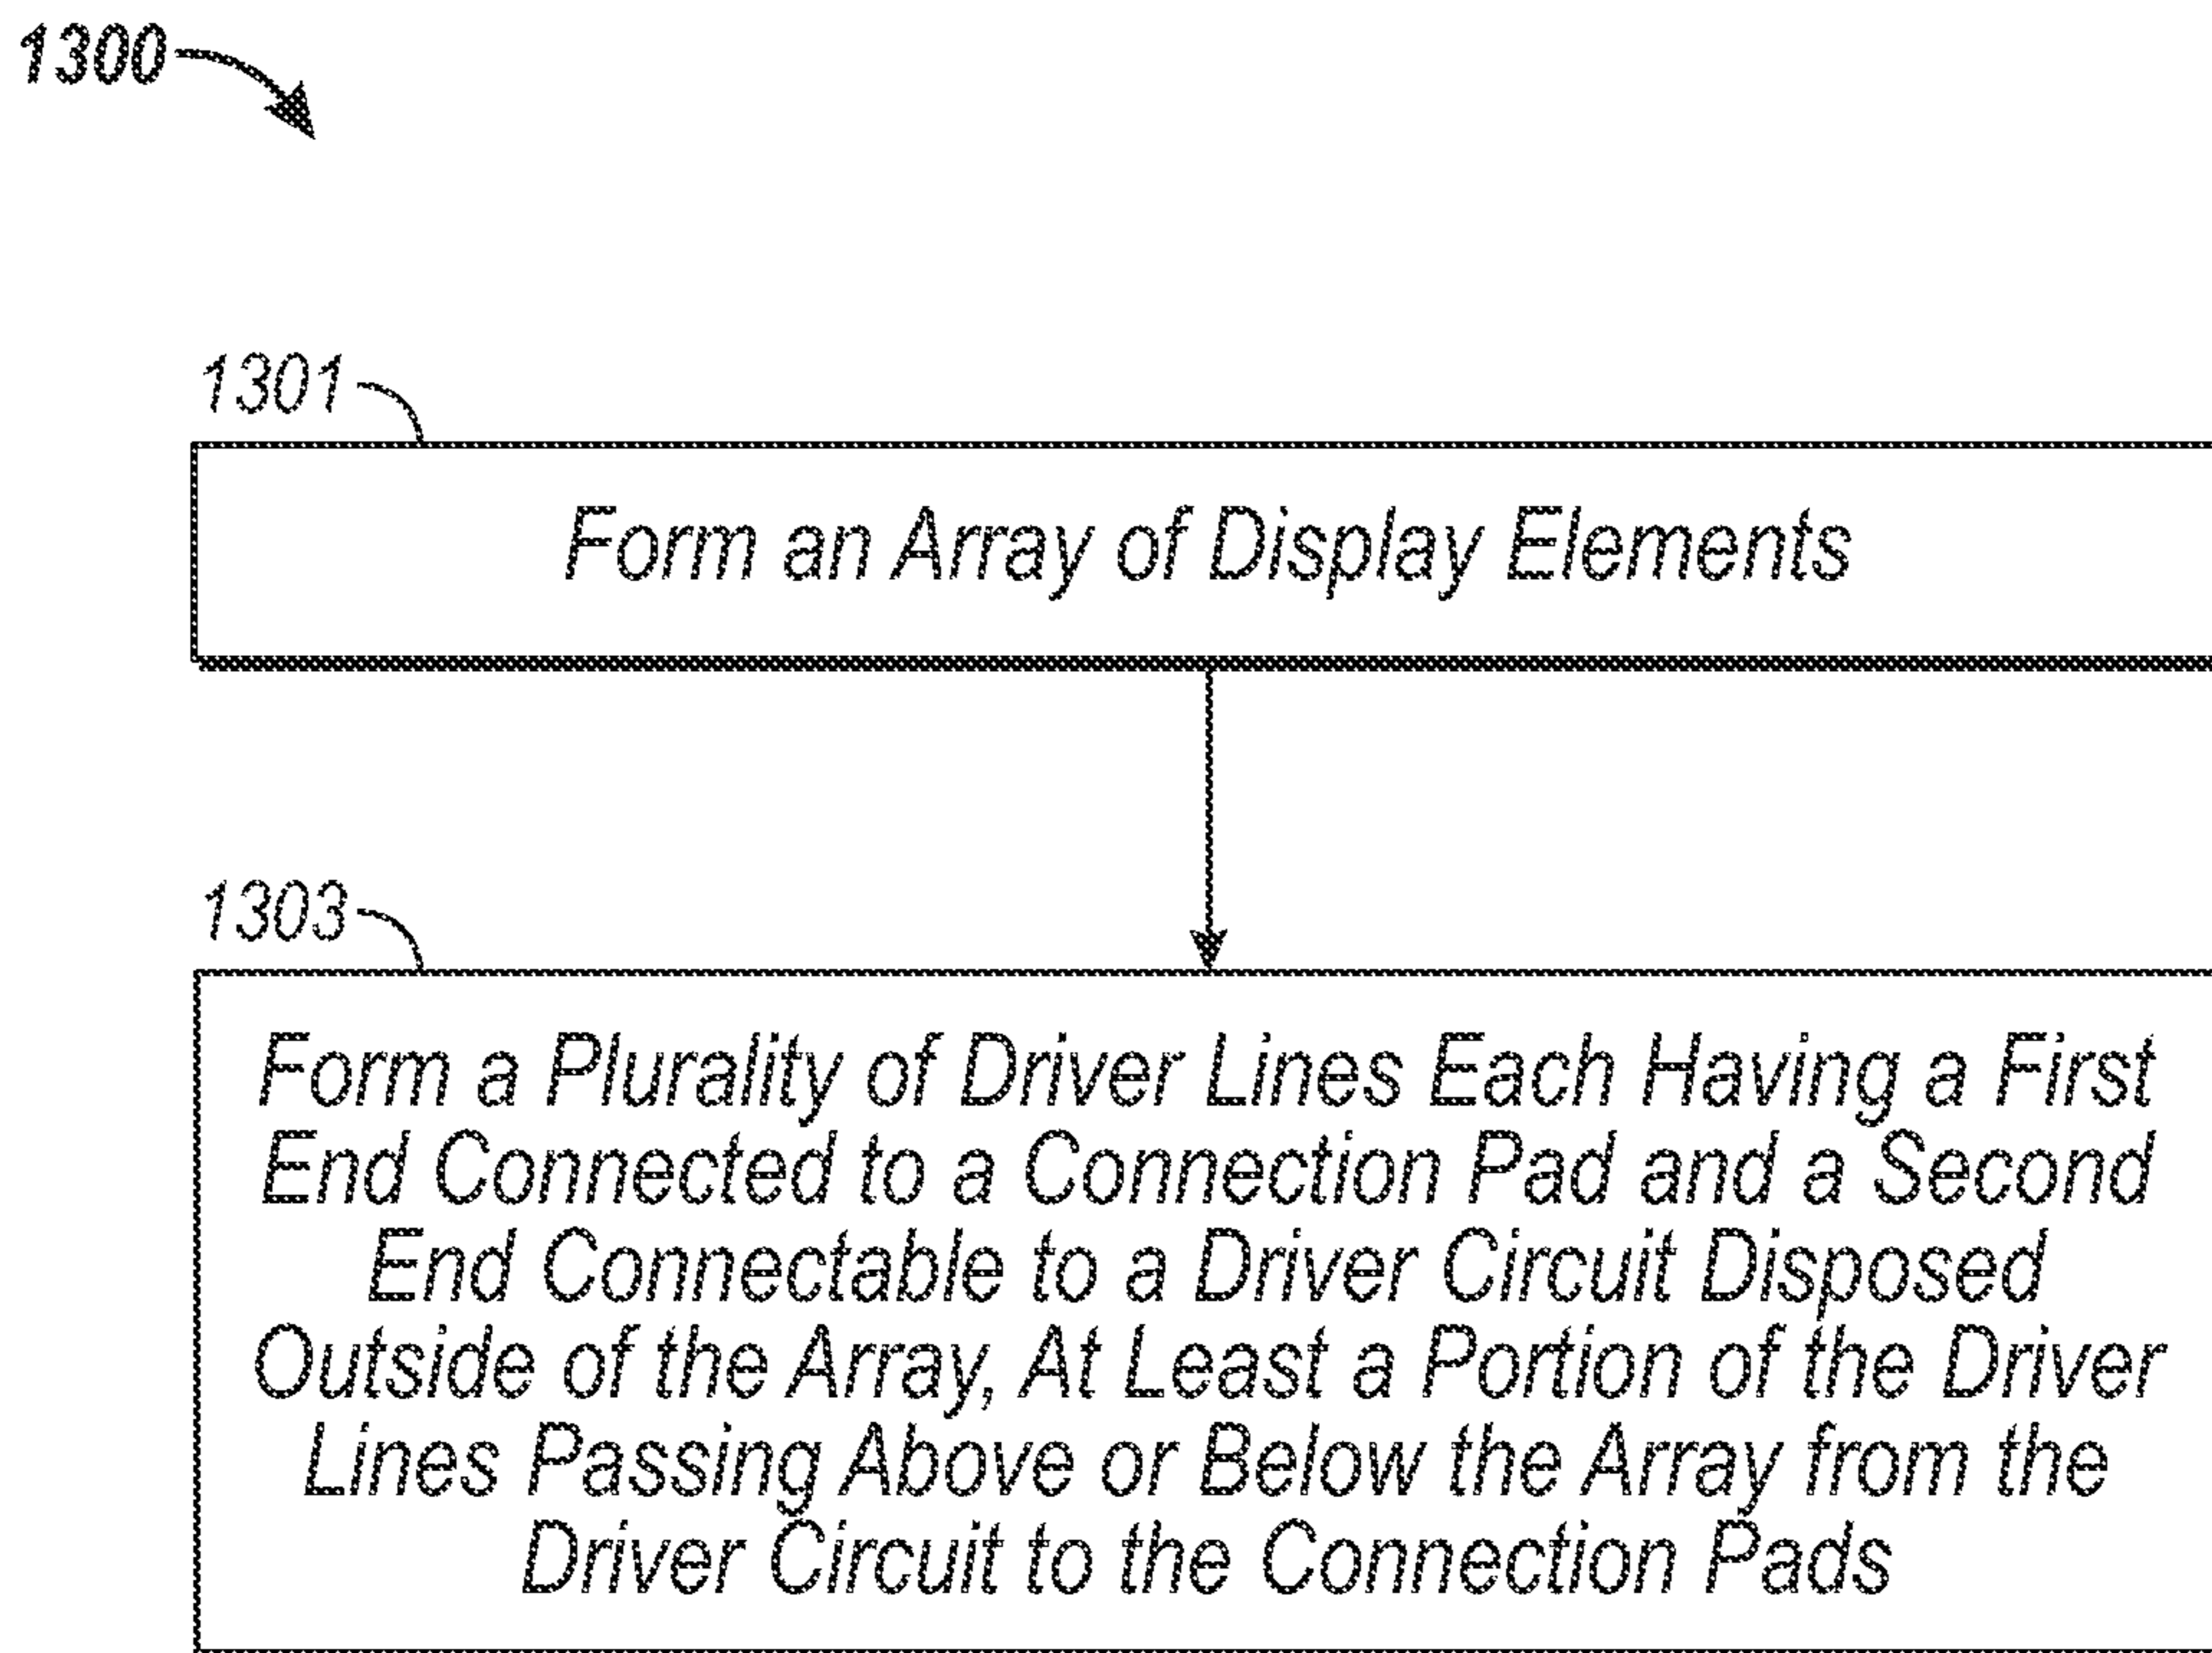 1300
1301
Form an Array of Display Elements
1303
Form a Plurality of Driver Lines Each Having a First
End Connected to a Connection Pad and a Second
End Connectable to a Driver Circuit Disposed
Outside of the Array, At Least a Portion of the Driver
Lines Passing Above or Below the Array from the
Driver Circuit to the Connection Pads